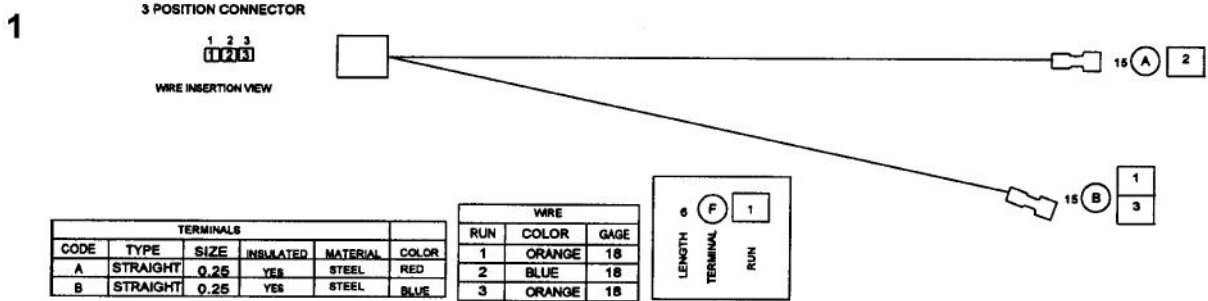 3 POSITION CONNECTOR
1
1 2 3
1 2 3
WIRE INSERTION VIEW
15 A 2
15 B 1
3
6 F 1
LENGTH
TERMINAL
RUN
TERMINALS
CODE TYPE SIZE INSULATED MATERIAL COLOR
A STRAIGHT 0.25 YES STEEL RED
B STRAIGHT 0.25 YES STEEL BLUE
WIRE
RUN COLOR GAGE
1 ORANGE 18
2 BLUE 18
3 ORANGE 18